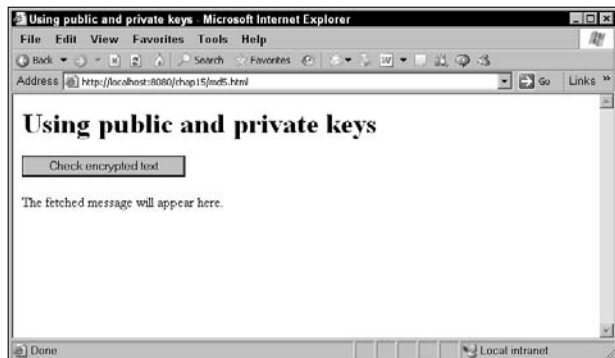 Using public and private keys - Microsoft Internet Explorer
File Edit View Favorites Tools Help
Back Search Favorites
Address http://localhost:8080/chap15/md5.html Go Links »
Using public and private keys
Check encrypted text
The fetched message will appear here.
Done Local intranet